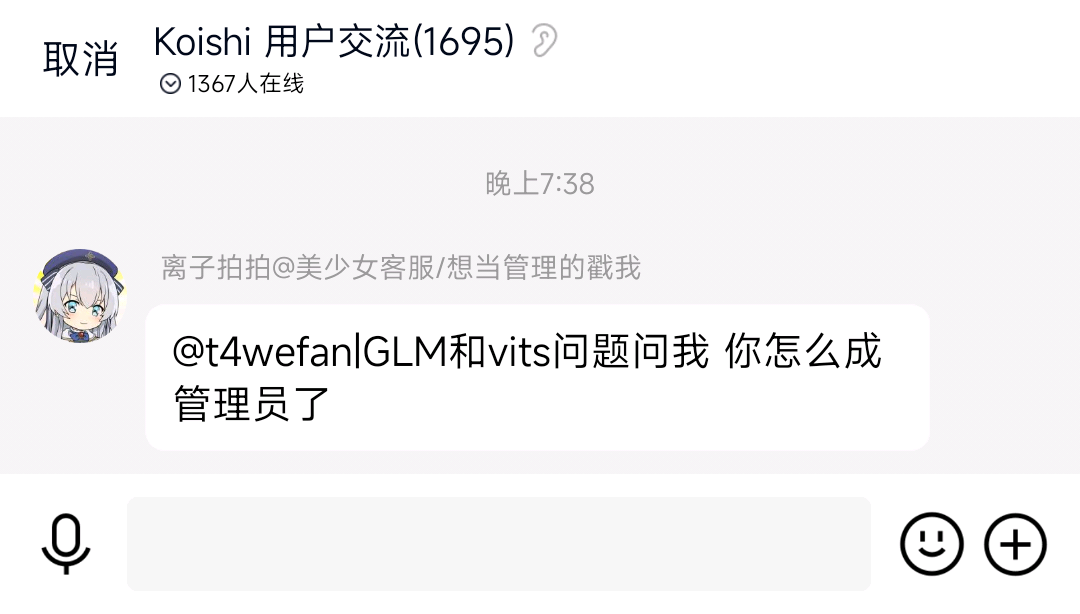 取消
Koishi 用户交流(1695)
1367人在线
晚上7:38
离子拍拍@美少女客服/想当管理的戳我
@t4wefan|GLM和vits问题问我 你怎么成
管理员了